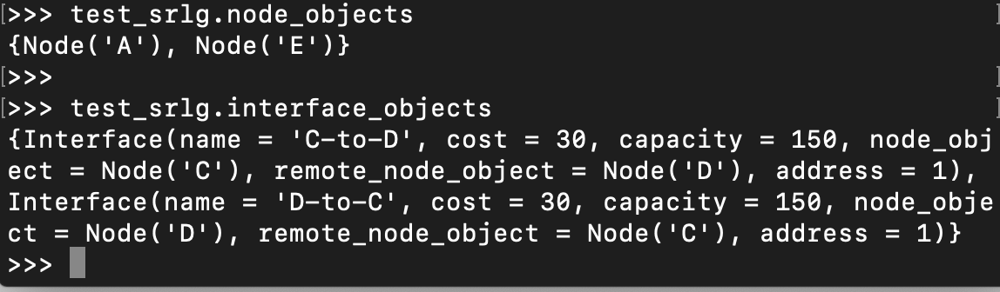 >>> test_srlg.node_objects
{Node('A'), Node('E')}
>>>
>>> test_srlg.interface_objects
{Interface(name = 'C-to-D', cost = 30, capacity = 150, node_obj
ect = Node('C'), remote_node_object = Node('D'), address = 1),
Interface(name = 'D-to-C', cost = 30, capacity = 150, node_obje
ct = Node('D'), remote_node_object = Node('C'), address = 1)}
>>>